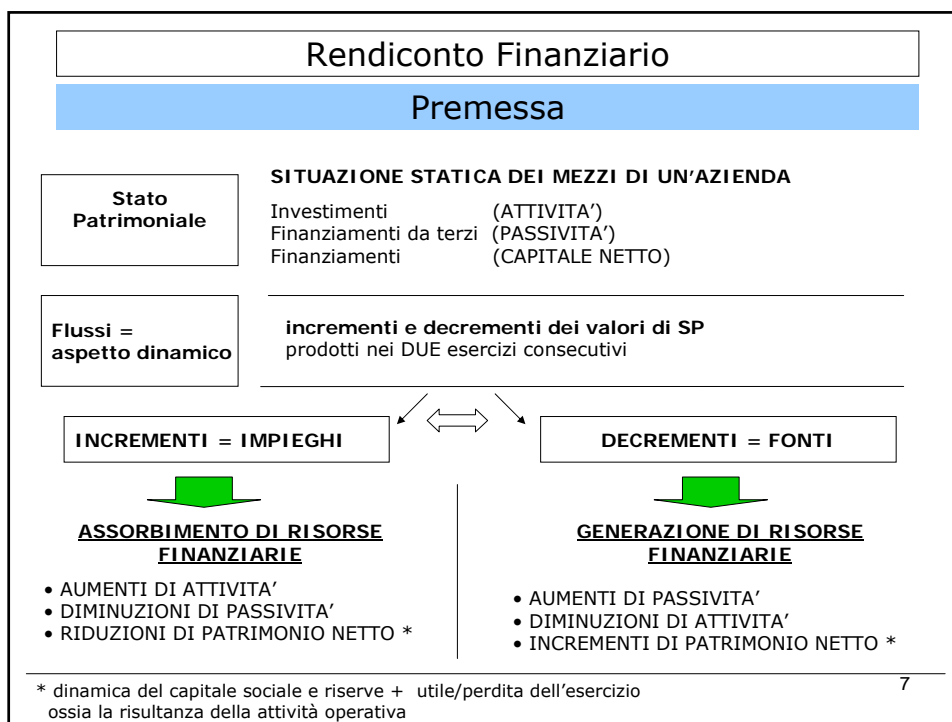 Rendiconto Finanziario
Premessa
Stato
Patrimoniale
SITUAZIONE STATICA DEI MEZZI DI UN'AZIENDA
Investimenti (ATTIVITA’)
Finanziamenti da terzi (PASSIVITA’)
Finanziamenti (CAPITALE NETTO)
Flussi =
aspetto dinamico
incrementi e decrementi dei valori di SP
prodotti nei DUE esercizi consecutivi
INCREMENTI = IMPIEGHI
DECREMENTI = FONTI
ASSORBIMENTO DI RISORSE
FINANZIARIE
• AUMENTI DI ATTIVITA’
• DIMINUZIONI DI PASSIVITA’
• RIDUZIONI DI PATRIMONIO NETTO *
GENERAZIONE DI RISORSE
FINANZIARIE
• AUMENTI DI PASSIVITA’
• DIMINUZIONI DI ATTIVITA’
• INCREMENTI DI PATRIMONIO NETTO *
* dinamica del capitale sociale e riserve + utile/perdita dell’esercizio
ossia la risultanza della attività operativa
7